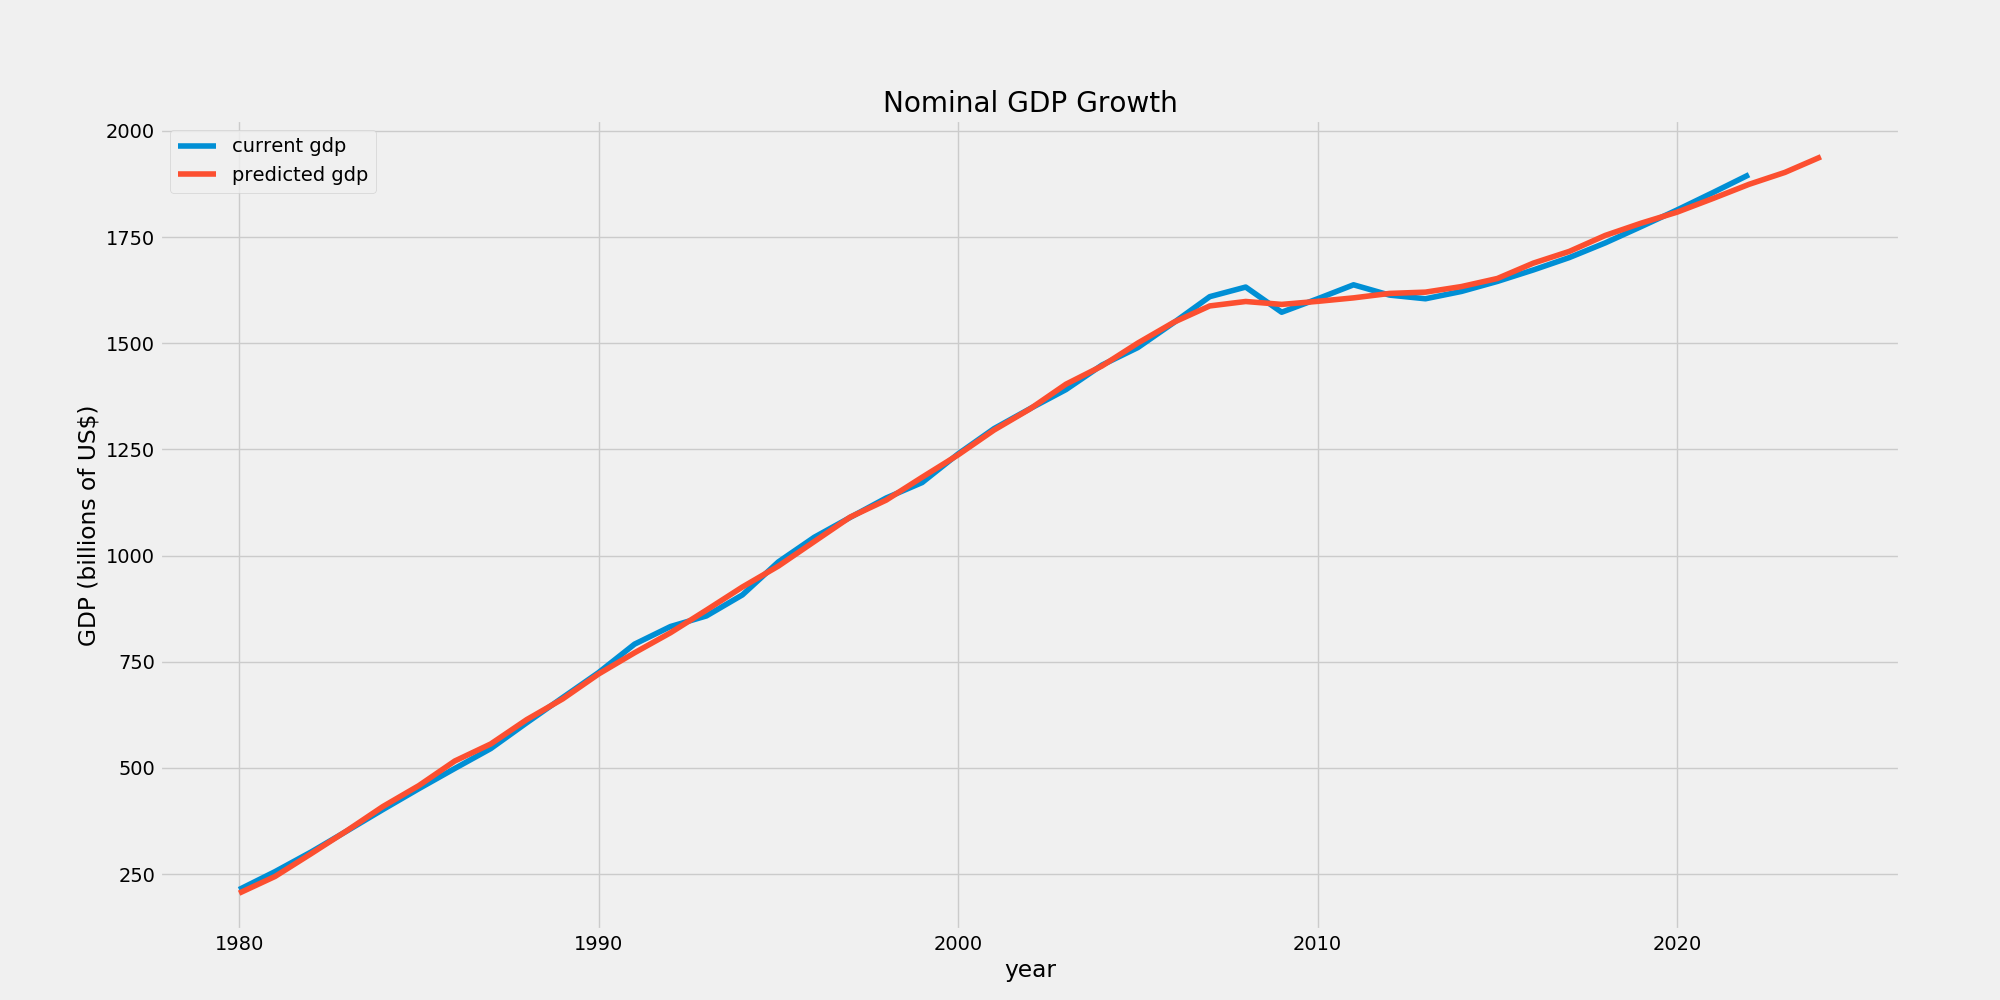 Nominal GDP Growth
current gdp
predicted gdp
GDP (billions of US$)
2000
1750
1500
1250
1000
750
500
250
1980 1990 2000 2010 2020
year